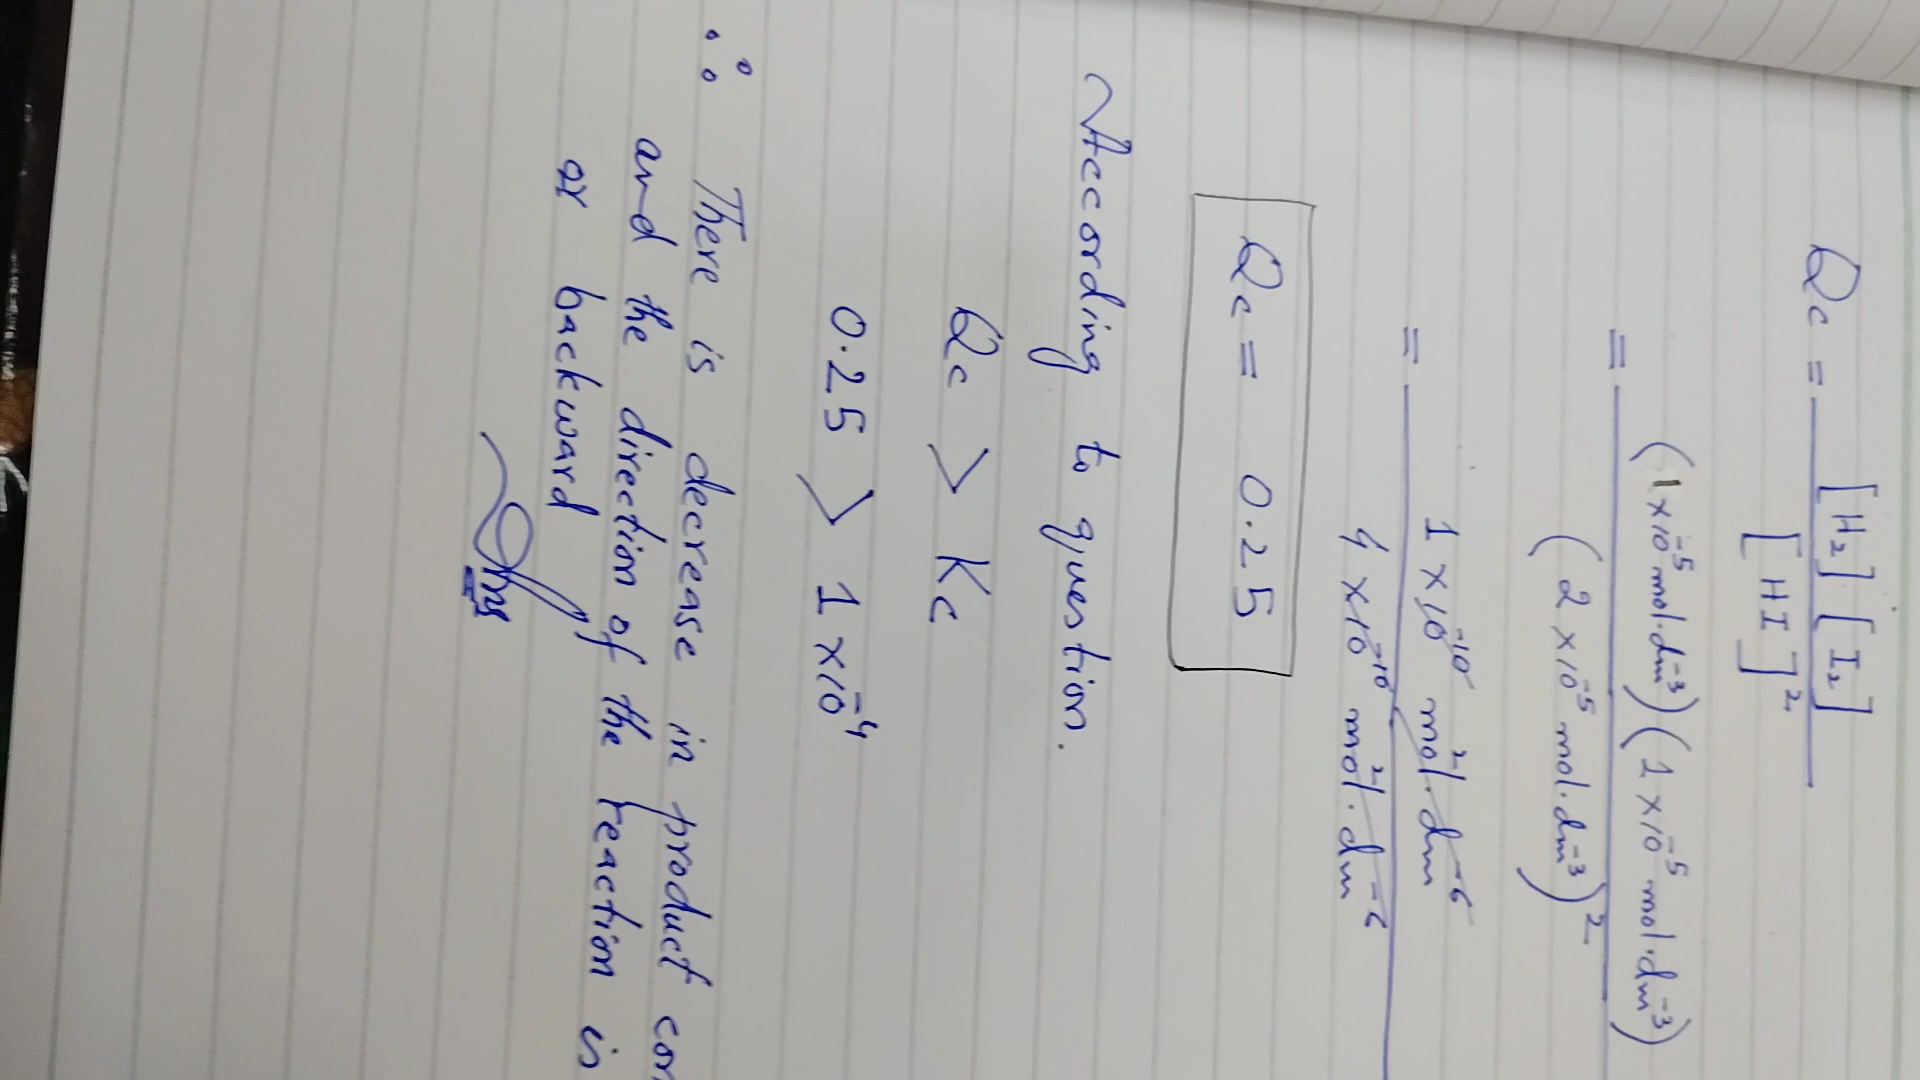 Qc = [H₂] [I₂]
[HI]²
= (1 × 10⁻⁵ mol.dm⁻³) (1 × 10⁻⁵ mol.dm⁻³)
(2 × 10⁻⁵ mol.dm⁻³)²
= 1 × 10⁻¹⁰ mol².dm⁻⁶
4 × 10⁻¹⁰ mol².dm⁻⁶
Qc = 0.25
According to question.
Qc > Kc
0.25 > 1 × 10⁻⁴
∴ There is decrease in product con
and the direction of the reaction is
or backward
Ans